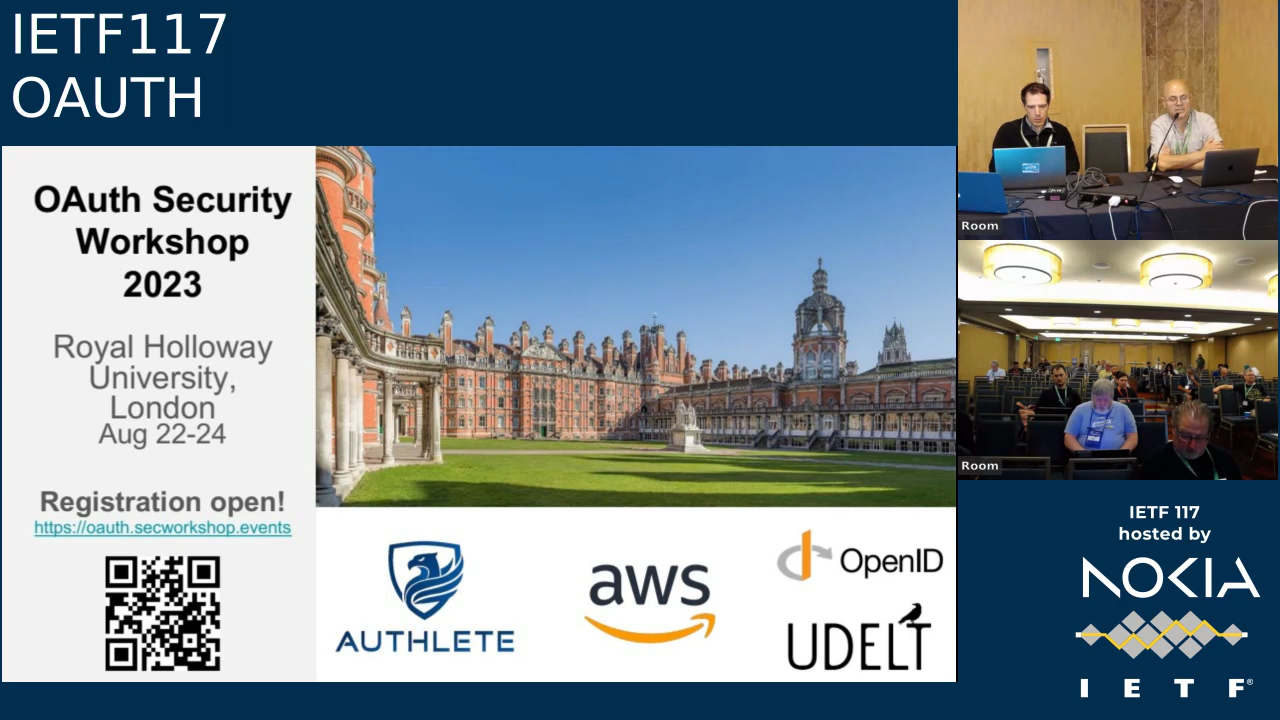 IETF117
OAUTH
OAuth Security
Workshop
2023
Royal Holloway
University,
London
Aug 22-24
Registration open!
https://oauth.secworkshop.events
AUTHLETE
aws
OpenID
UDELT
Room
Room
IETF 117
hosted by
NOKIA
I E T F®